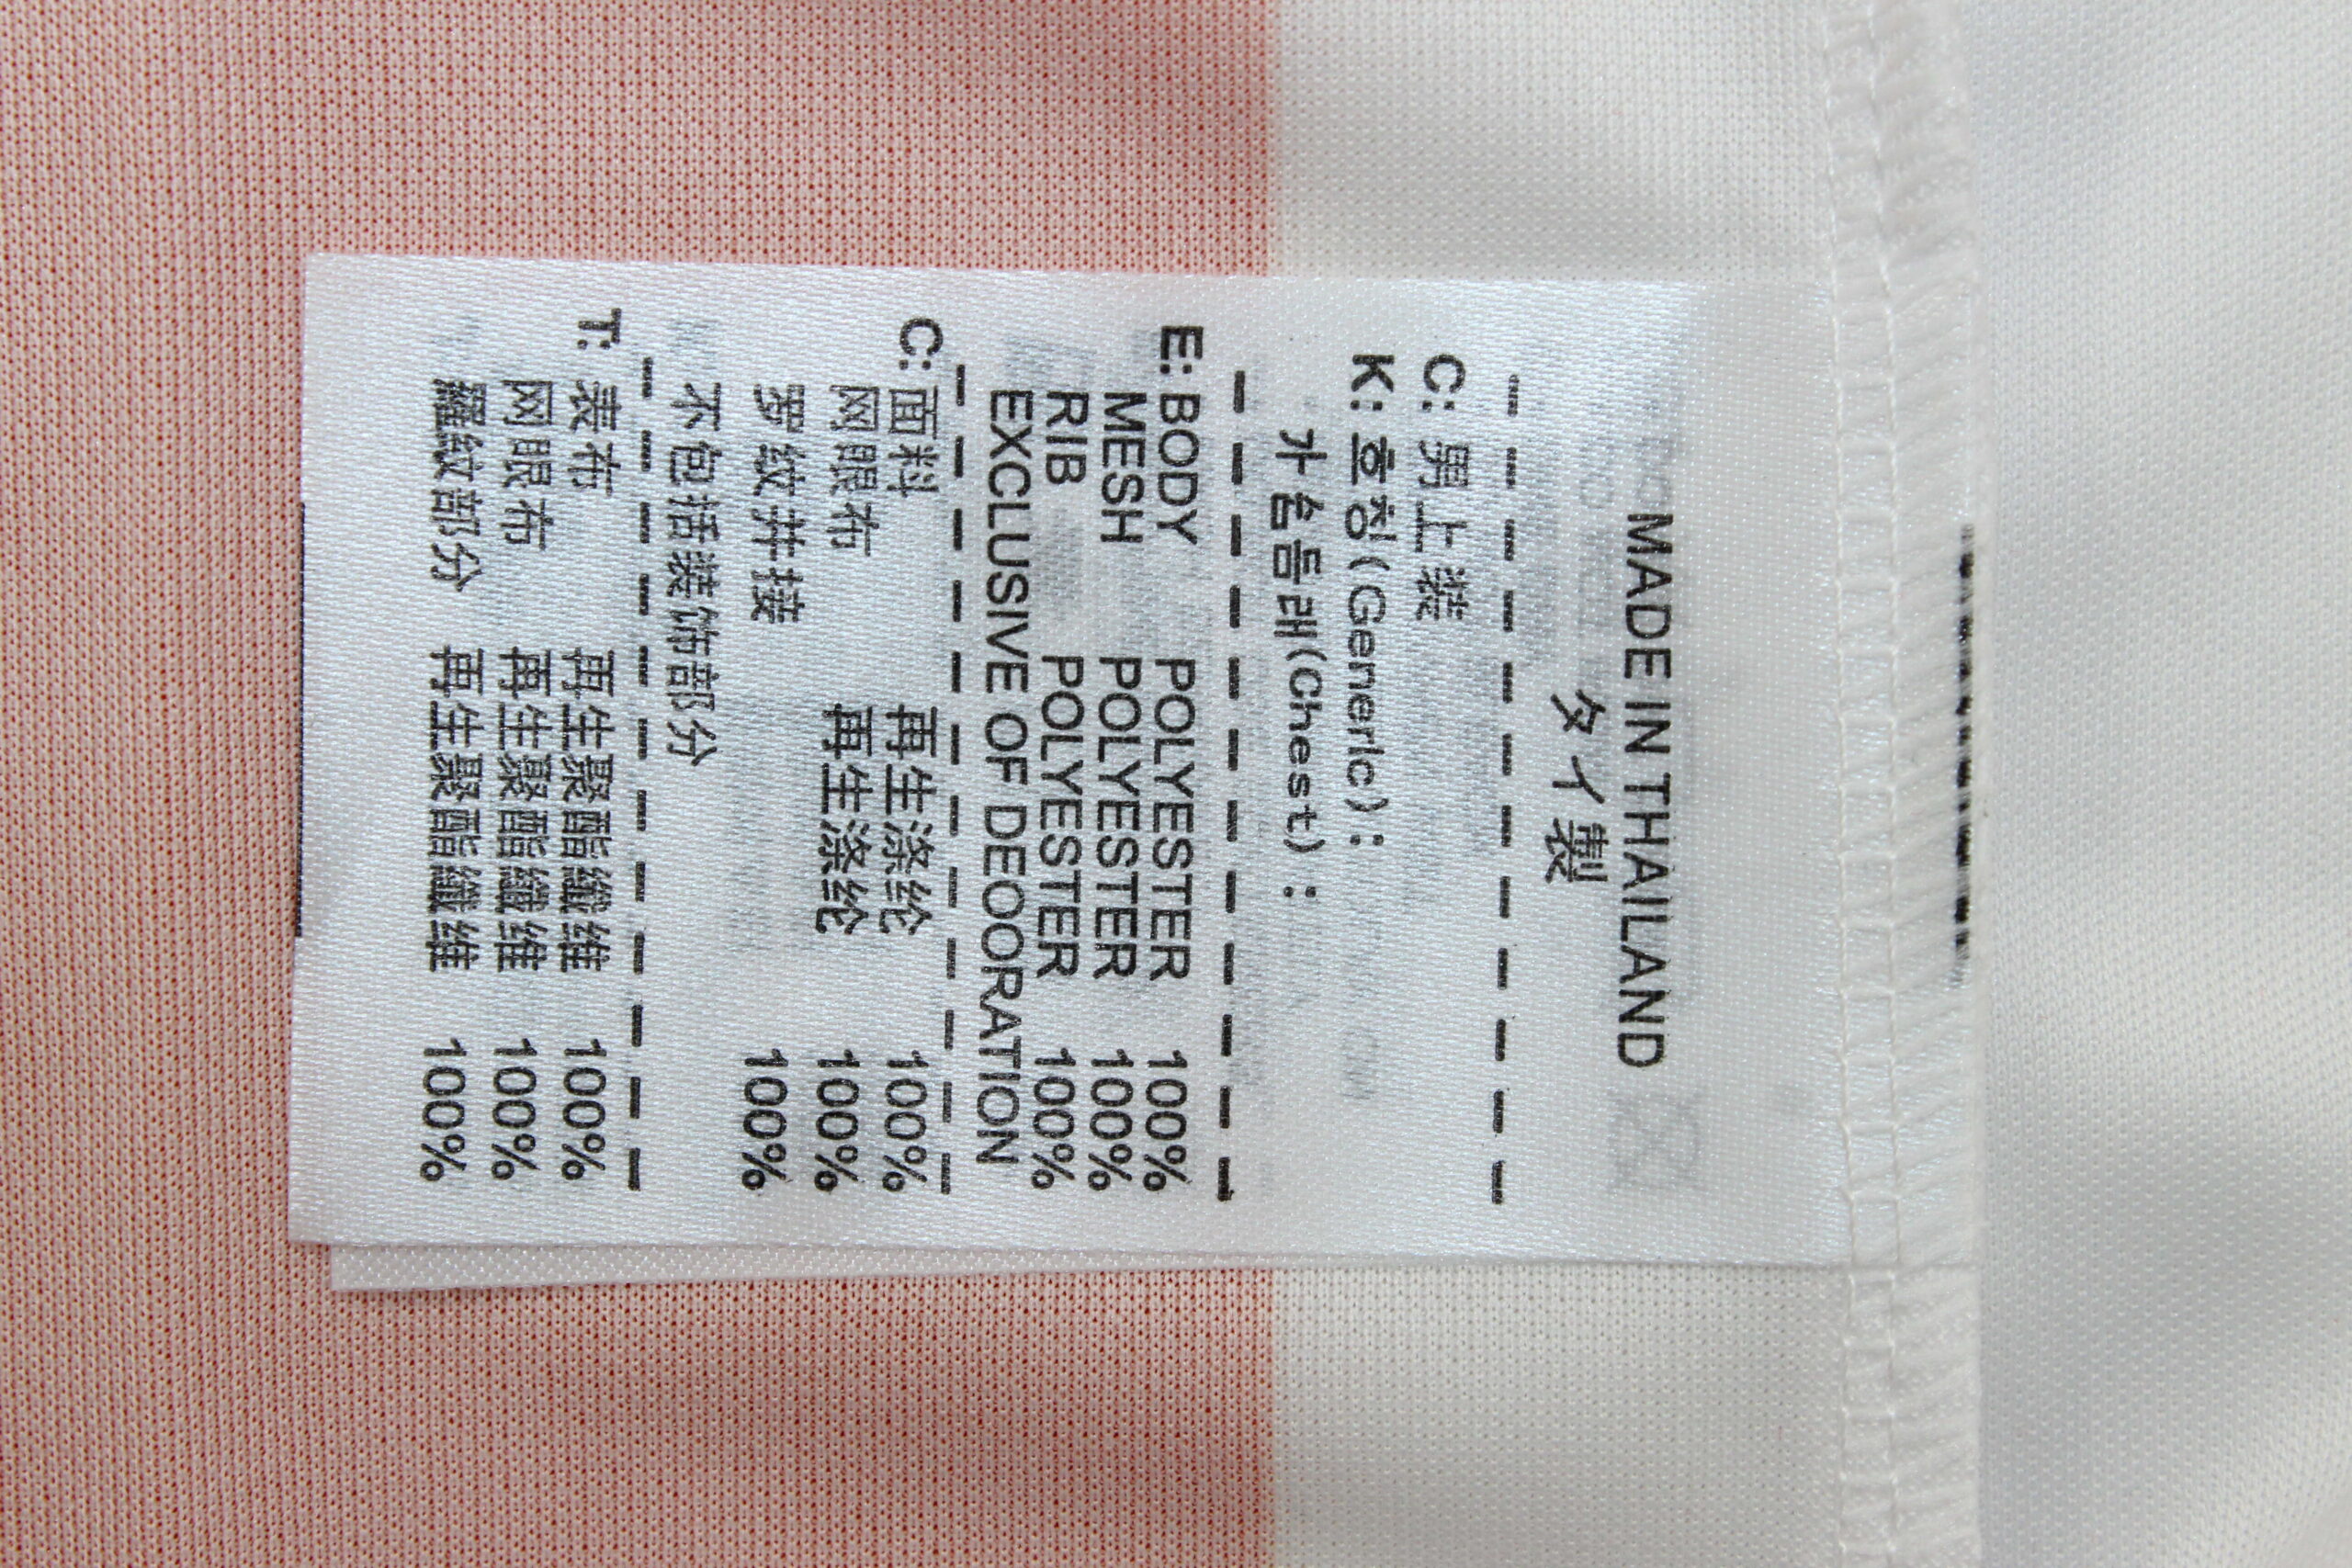 MADE IN THAILAND
タイ製
C: 男上装
K: 호칭(Generic):
가슴둘레(Chest):
E: BODY POLYESTER 100%
MESH POLYESTER 100%
RIB POLYESTER 100%
EXCLUSIVE OF DEOORATION
C: 面料 再生涤纶 100%
网眼布 再生涤纶 100%
罗纹井接 100%
不包括装饰部分
T: 表布 再生聚酯纖維 100%
网眼布 再生聚酯纖維 100%
羅紋部分 再生聚酯纖維 100%